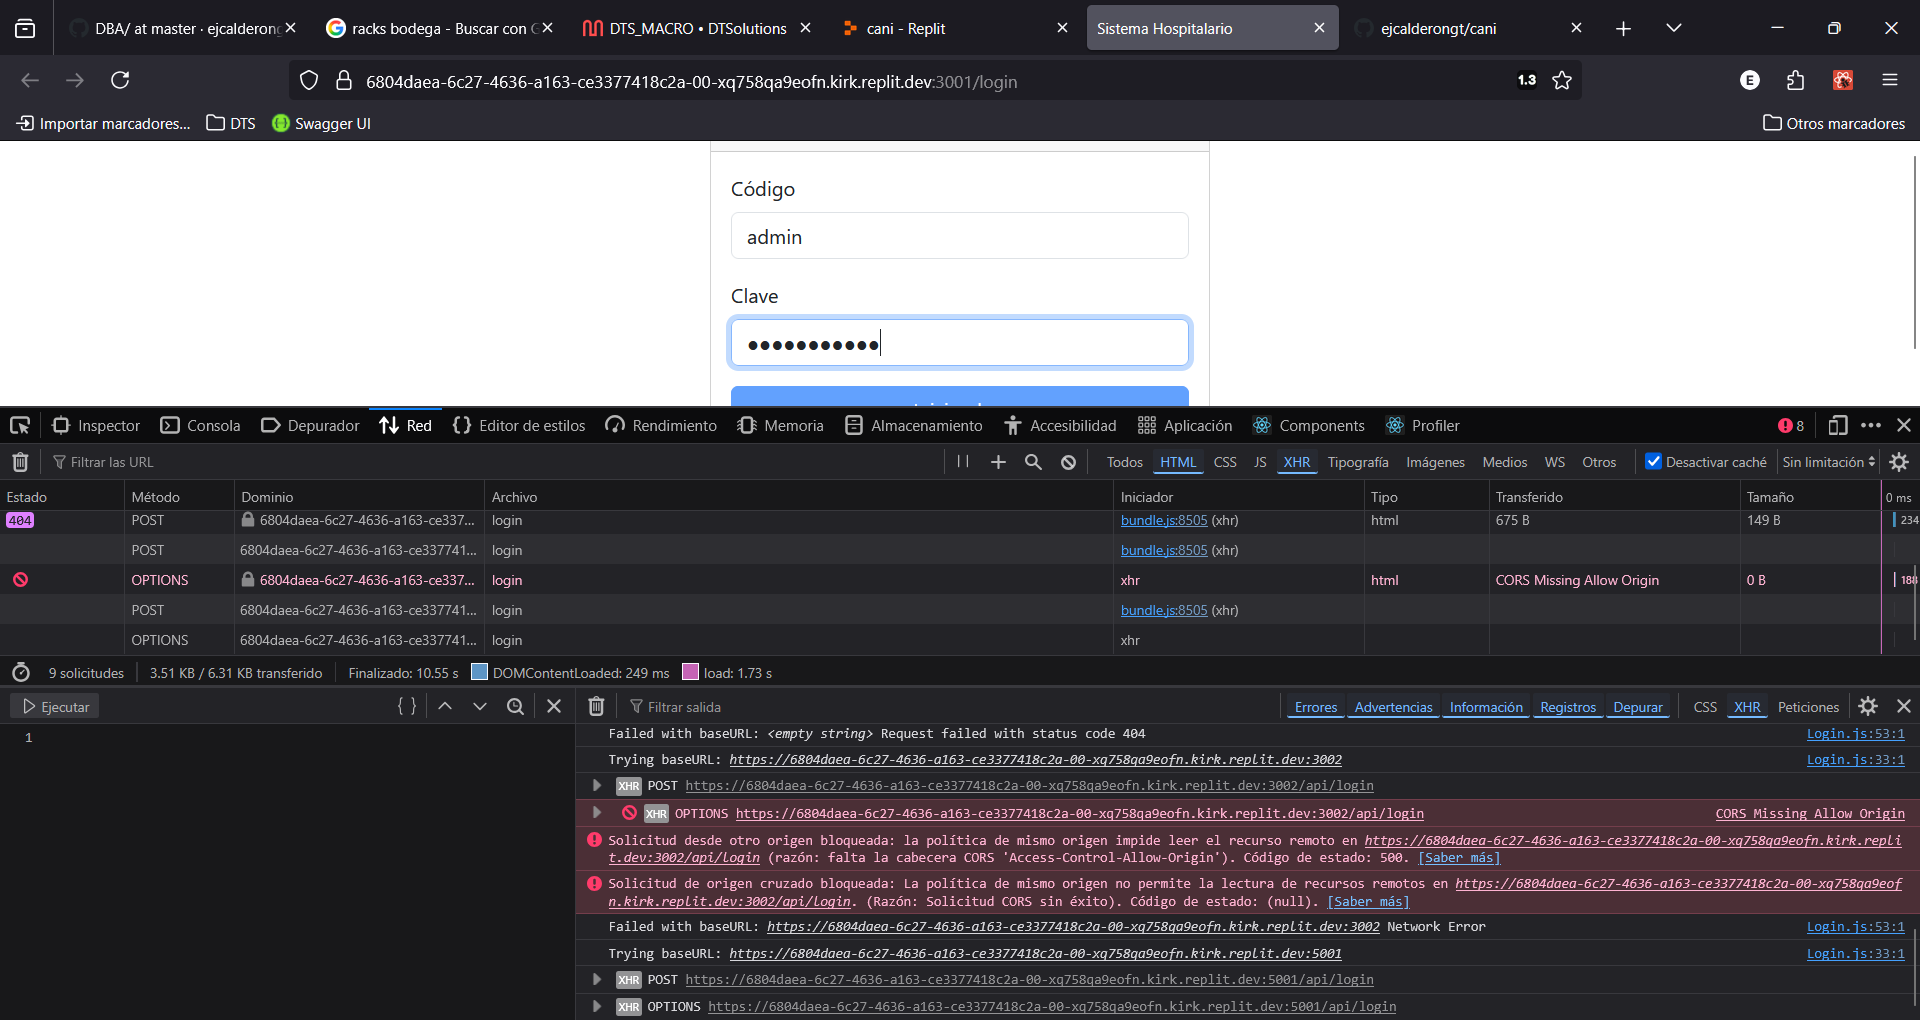 DBA/ at master · ejcalderong
racks bodega - Buscar con G
DTS_MACRO • DTSolutions
cani - Replit
Sistema Hospitalario
ejcalderongt/cani
6804daea-6c27-4636-a163-ce3377418c2a-00-xq758qa9eofn.kirk.replit.dev:3001/login
1.3
E
Importar marcadores...
DTS
Swagger UI
Otros marcadores
Código
admin
Clave
Inspector
Consola
Depurador
Red
Editor de estilos
Rendimiento
Memoria
Almacenamiento
Accesibilidad
Aplicación
Components
Profiler
8
Filtrar las URL
Todos HTML CSS JS XHR Tipografía Imágenes Medios WS Otros
Desactivar caché
Sin limitación
Estado Método Dominio Archivo Iniciador Tipo Transferido Tamaño 0 ms
404 POST 6804daea-6c27-4636-a163-ce337... login bundle.js:8505 (xhr) html 675 B 149 B 234
POST 6804daea-6c27-4636-a163-ce337741... login bundle.js:8505 (xhr)
OPTIONS 6804daea-6c27-4636-a163-ce337... login xhr html CORS Missing Allow Origin 0 B 188
POST 6804daea-6c27-4636-a163-ce337741... login bundle.js:8505 (xhr)
OPTIONS 6804daea-6c27-4636-a163-ce337741... login xhr
9 solicitudes 3.51 KB / 6.31 KB transferido Finalizado: 10.55 s DOMContentLoaded: 249 ms load: 1.73 s
Ejecutar
Filtrar salida
Errores Advertencias Información Registros Depurar CSS XHR Peticiones
1
Failed with baseURL: <empty string> Request failed with status code 404 Login.js:53:1
Trying baseURL: https://6804daea-6c27-4636-a163-ce3377418c2a-00-xq758qa9eofn.kirk.replit.dev:3002 Login.js:33:1
XHR POST https://6804daea-6c27-4636-a163-ce3377418c2a-00-xq758qa9eofn.kirk.replit.dev:3002/api/login
XHR OPTIONS https://6804daea-6c27-4636-a163-ce3377418c2a-00-xq758qa9eofn.kirk.replit.dev:3002/api/login CORS Missing Allow Origin
Solicitud desde otro origen bloqueada: la política de mismo origen impide leer el recurso remoto en https://6804daea-6c27-4636-a163-ce3377418c2a-00-xq758qa9eofn.kirk.repli
t.dev:3002/api/login (razón: falta la cabecera CORS 'Access-Control-Allow-Origin'). Código de estado: 500. [Saber más]
Solicitud de origen cruzado bloqueada: La política de mismo origen no permite la lectura de recursos remotos en https://6804daea-6c27-4636-a163-ce3377418c2a-00-xq758qa9eof
n.kirk.replit.dev:3002/api/login. (Razón: Solicitud CORS sin éxito). Código de estado: (null). [Saber más]
Failed with baseURL: https://6804daea-6c27-4636-a163-ce3377418c2a-00-xq758qa9eofn.kirk.replit.dev:3002 Network Error Login.js:53:1
Trying baseURL: https://6804daea-6c27-4636-a163-ce3377418c2a-00-xq758qa9eofn.kirk.replit.dev:5001 Login.js:33:1
XHR POST https://6804daea-6c27-4636-a163-ce3377418c2a-00-xq758qa9eofn.kirk.replit.dev:5001/api/login
XHR OPTIONS https://6804daea-6c27-4636-a163-ce3377418c2a-00-xq758qa9eofn.kirk.replit.dev:5001/api/login